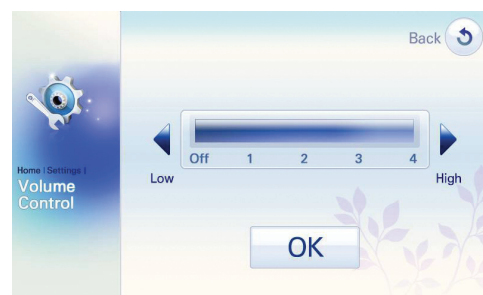 Back
Off 1 2 3 4
Low High
Home | Settings |
Volume
Control
OK